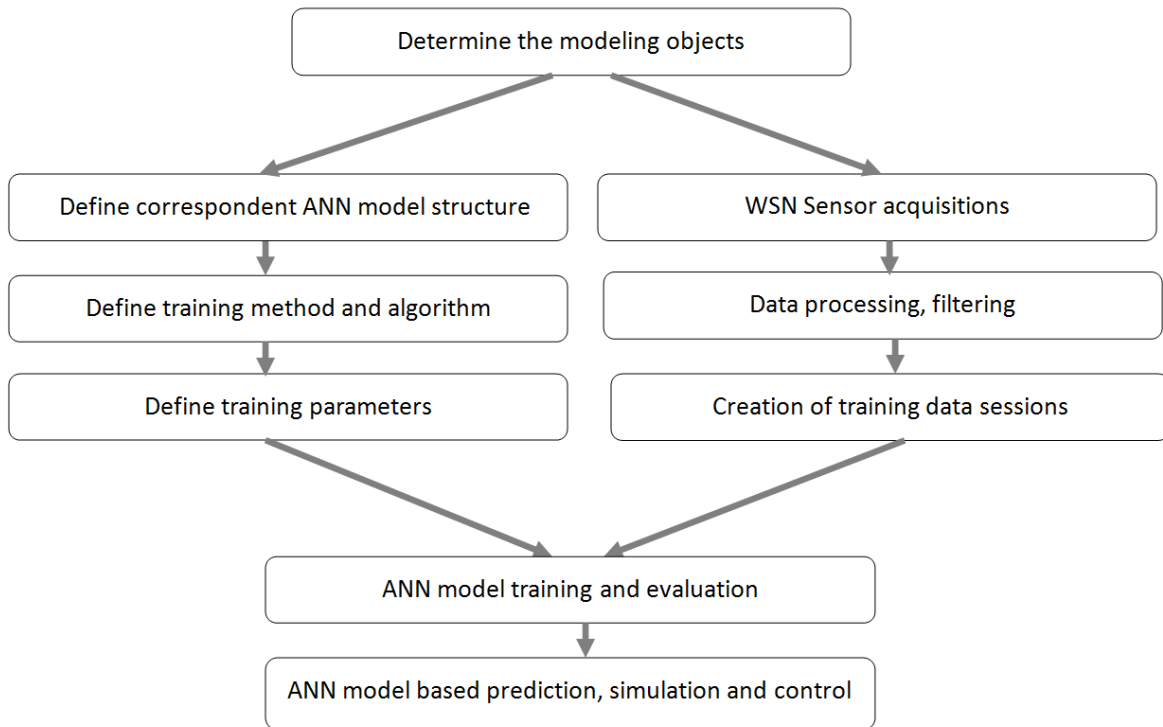 Determine the modeling objects
Define correspondent ANN model structure
WSN Sensor acquisitions
Define training method and algorithm
Data processing, filtering
Define training parameters
Creation of training data sessions
ANN model training and evaluation
ANN model based prediction, simulation and control